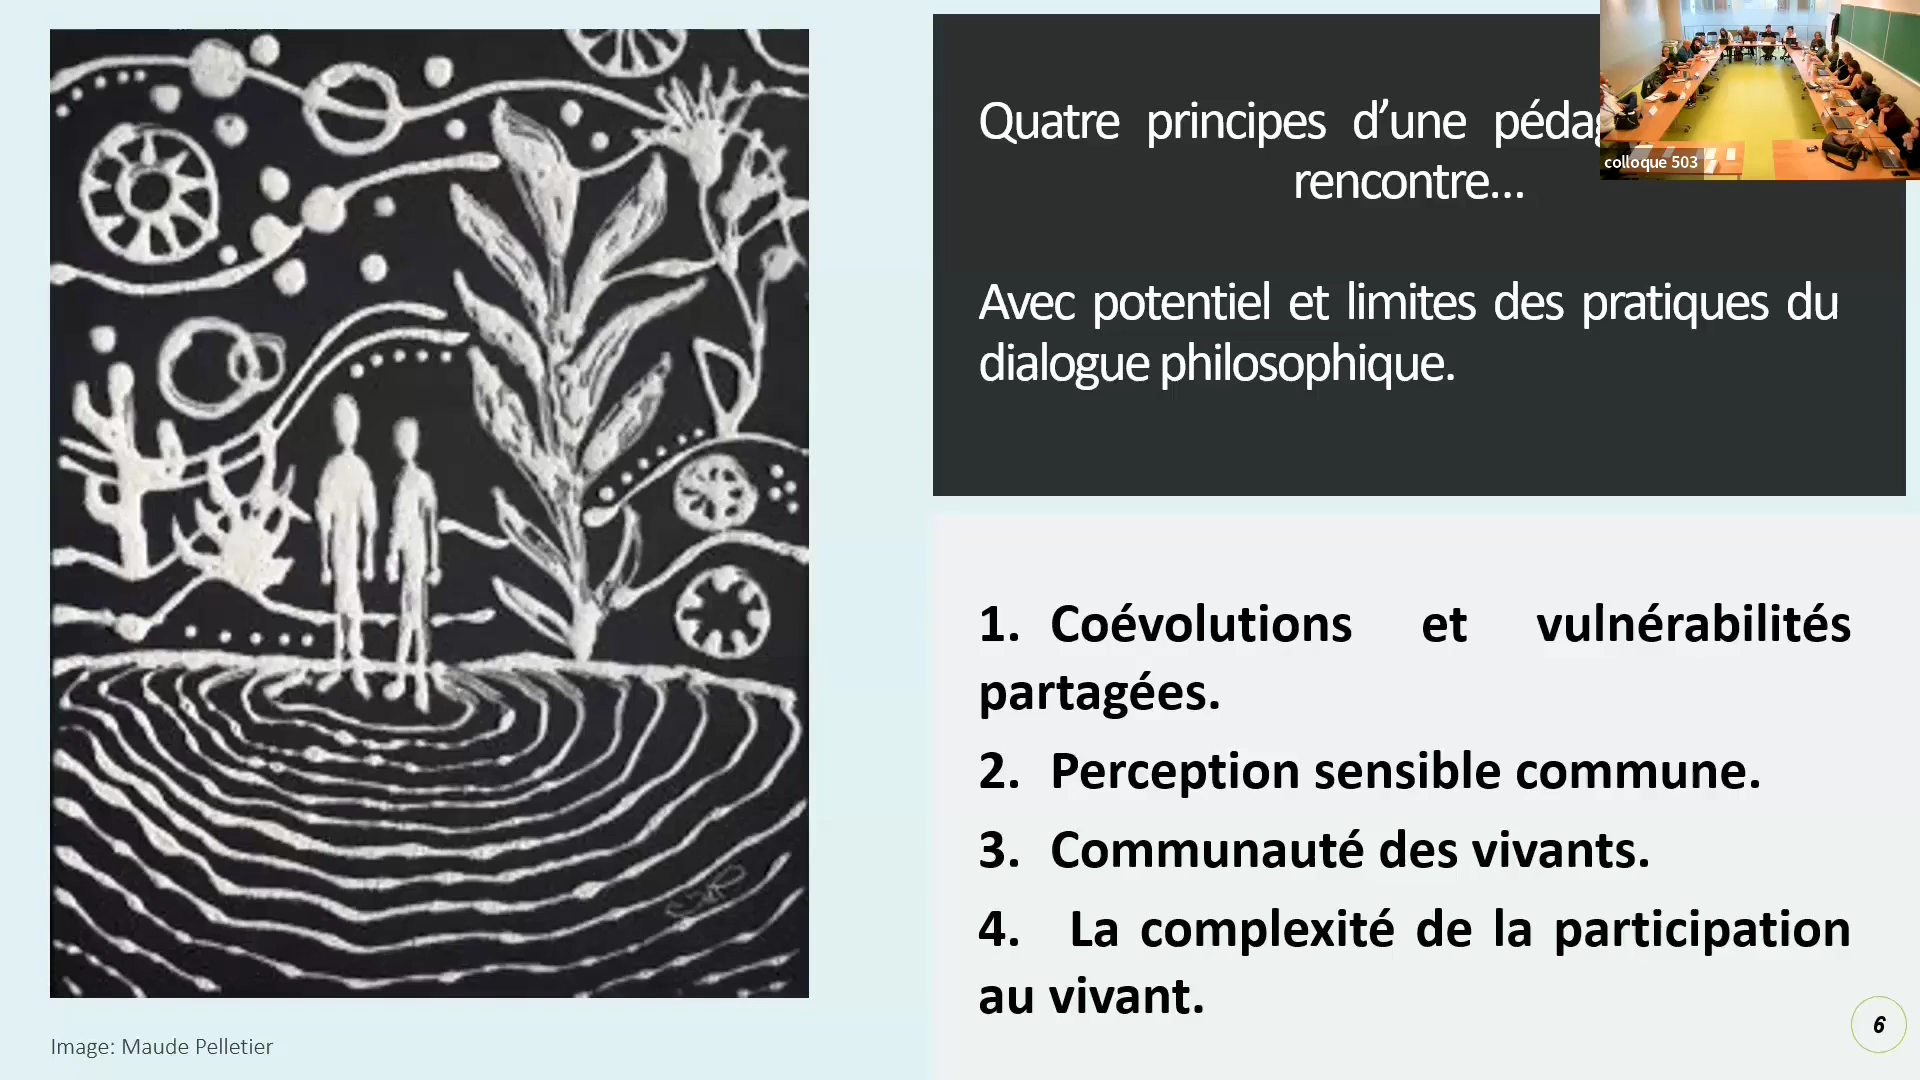 Quatre principes d’une
rencontre...
Avec potentiel et limites des pratiques du
dialogue philosophique.
colloque 503
1. Coévolutions et vulnérabilités
partagées.
2. Perception sensible commune.
3. Communauté des vivants.
4. La complexité de la participation
au vivant.
6
Image: Maude Pelletier